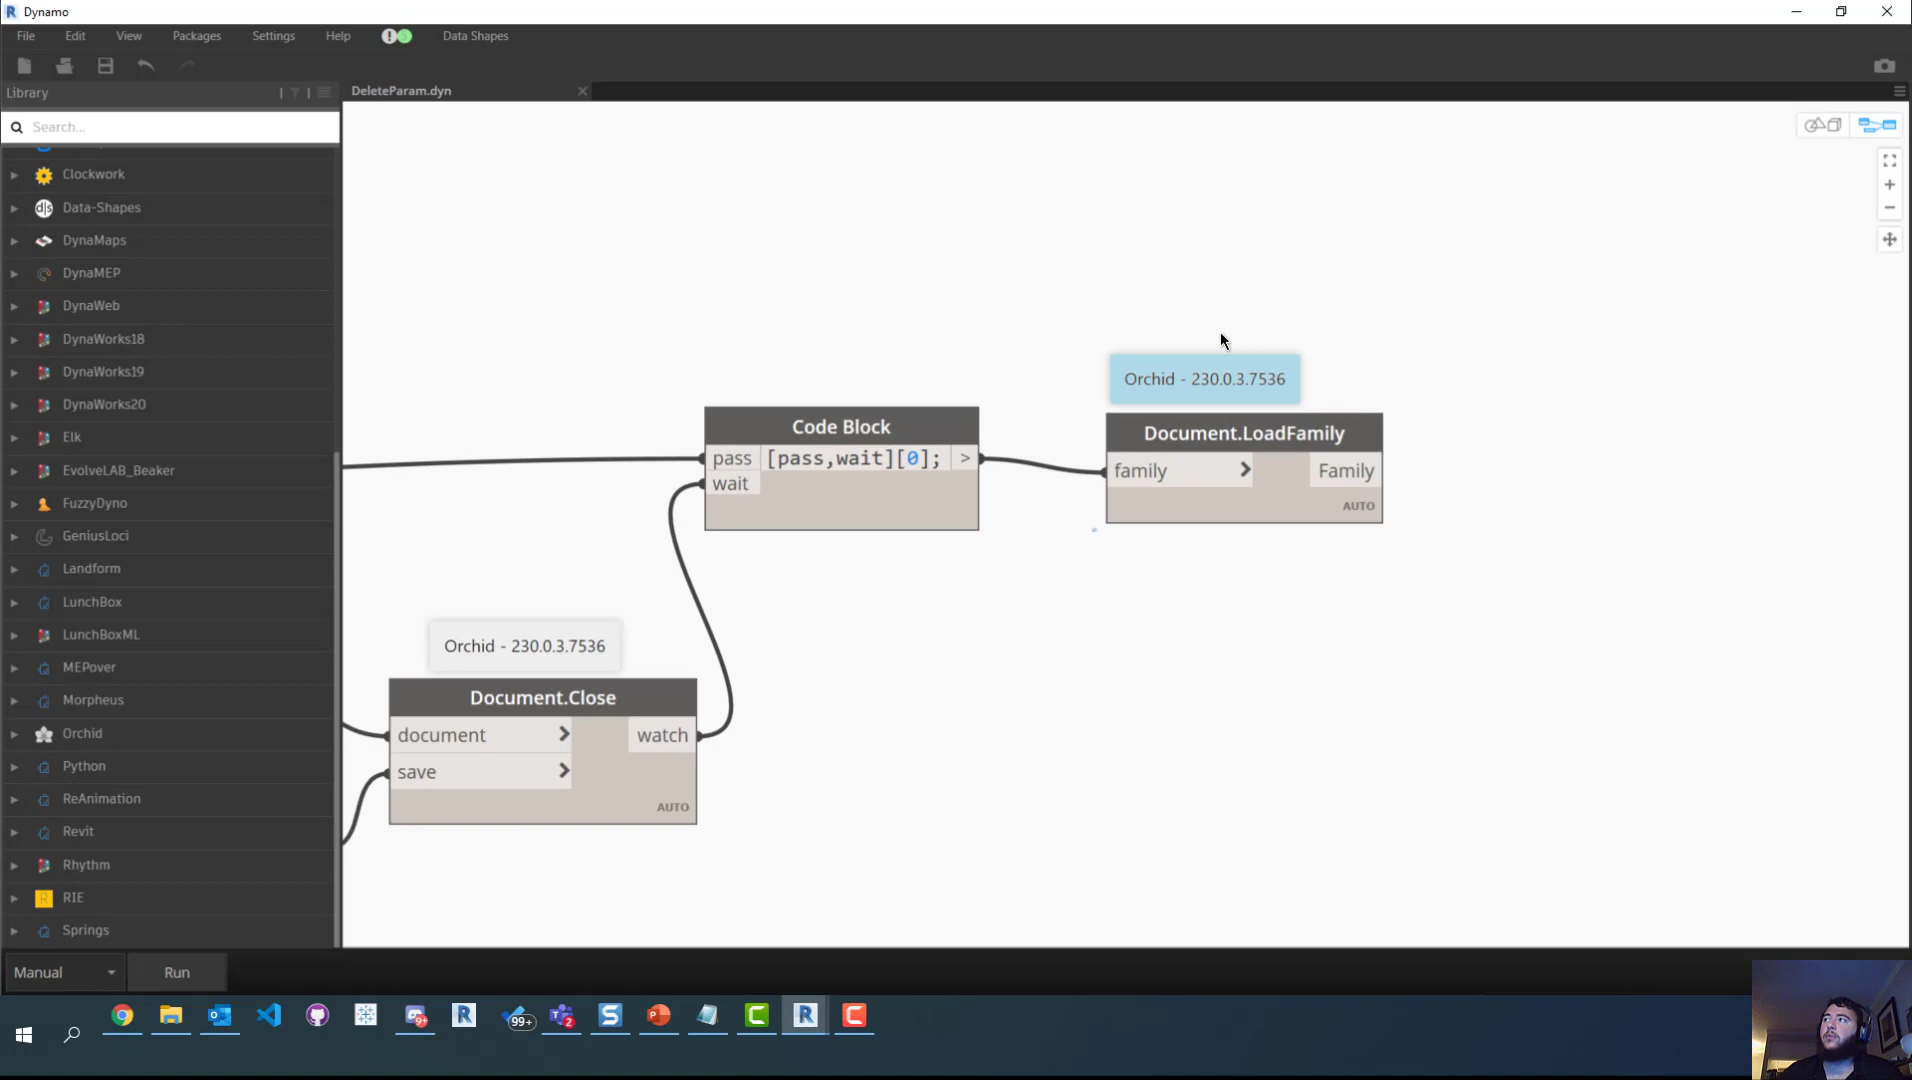 Dynamo
File Edit View Packages Settings Help Data Shapes
Library
DeleteParam.dyn
Search...
Clockwork
Data-Shapes
DynaMaps
DynaMEP
DynaWeb
DynaWorks18
DynaWorks19
DynaWorks20
Elk
EvolveLAB_Beaker
FuzzyDyno
GeniusLoci
Landform
LunchBox
LunchBoxML
MEPover
Morpheus
Orchid
Python
ReAnimation
Revit
Rhythm
RIE
Springs
Code Block
pass [pass,wait][0]; >
wait
Orchid - 230.0.3.7536
Document.LoadFamily
family > Family
AUTO
Orchid - 230.0.3.7536
Document.Close
document > watch
save >
AUTO
Manual Run
9+
99+
2